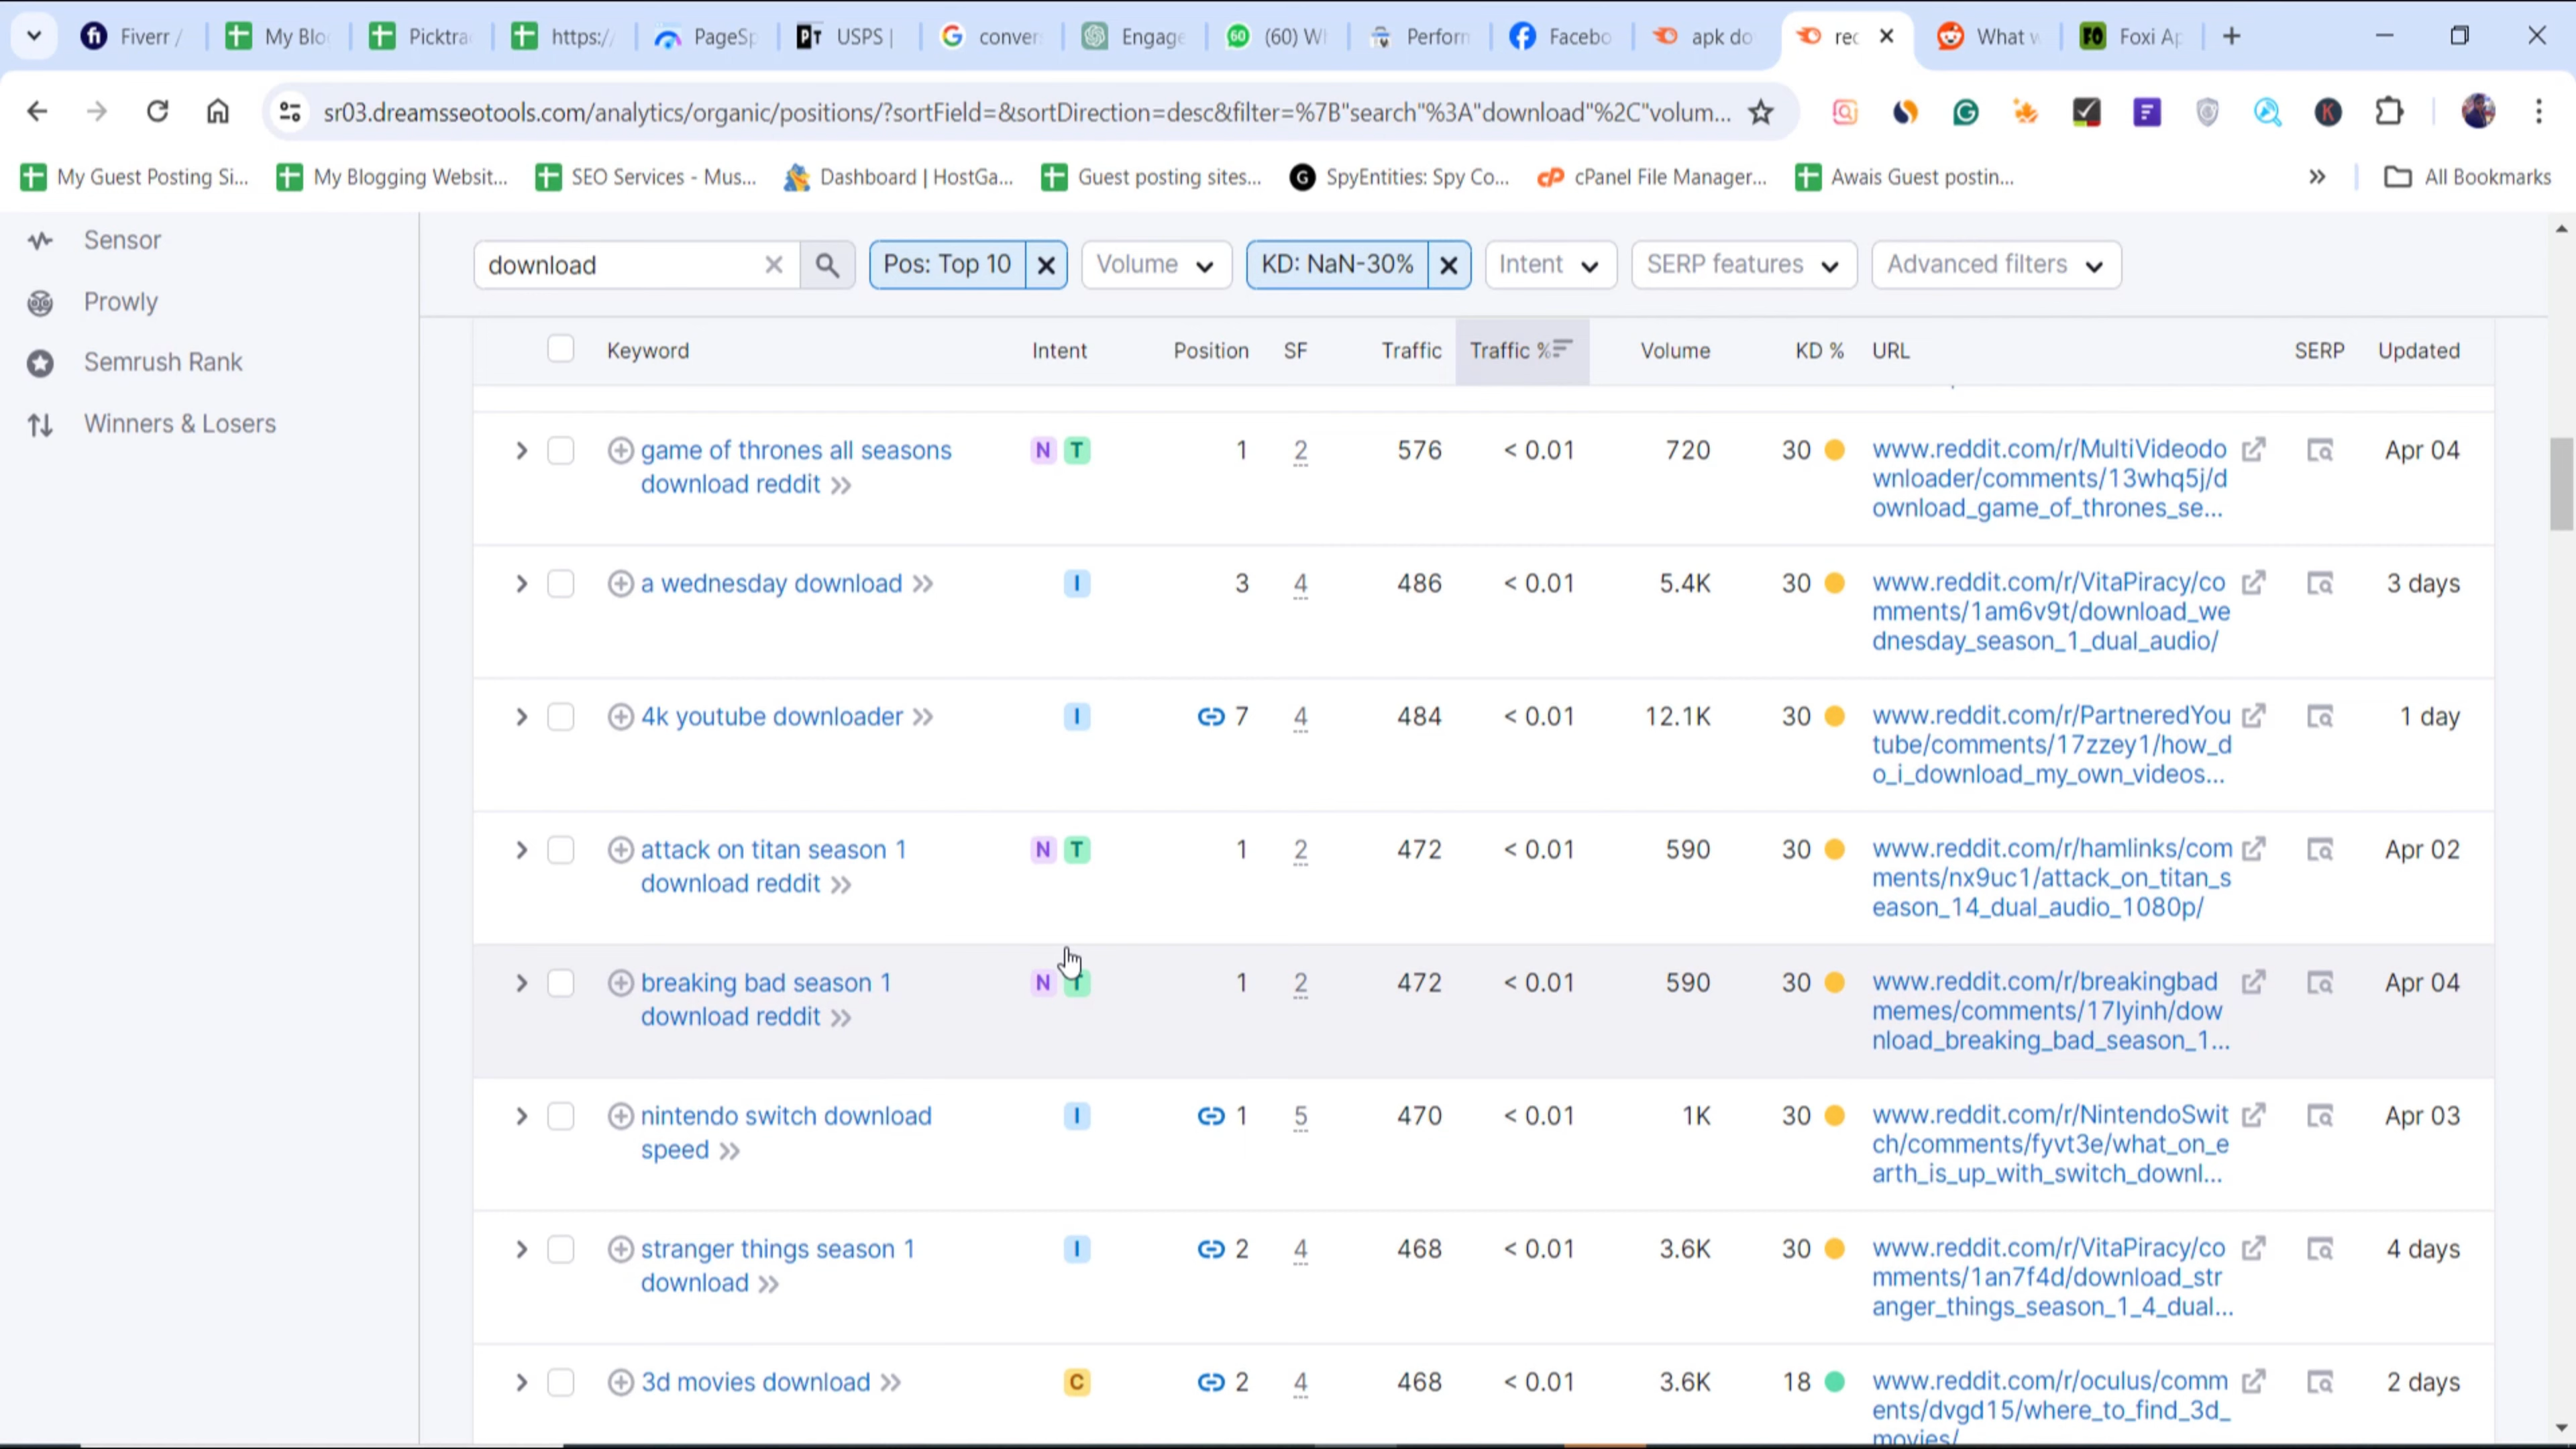 Fiverr /
My Blo
Picktra
https:/
PageSp
USPS |
conver
Engage
(60) W
Perform
Facebo
apk do
rec
What w
Foxi Ap
sr03.dreamsseotools.com/analytics/organic/positions/?sortField=&sortDirection=desc&filter=%7B"search"%3A"download"%2C"volum...
My Guest Posting Si...
My Blogging Websit...
SEO Services - Mus...
Dashboard | HostGa...
Guest posting sites...
SpyEntities: Spy Co...
cPanel File Manager...
Awais Guest postin...
All Bookmarks
Sensor
Prowly
Semrush Rank
Winners & Losers
download
Pos: Top 10
Volume
KD: NaN-30%
Intent
SERP features
Advanced filters
Keyword Intent Position SF Traffic Traffic % Volume KD % URL SERP Updated
game of thrones all seasons N T 1 2 576 < 0.01 720 30 www.reddit.com/r/MultiVideodo Apr 04
download reddit wnloader/comments/13whq5j/d
ownload_game_of_thrones_se...
a wednesday download I 3 4 486 < 0.01 5.4K 30 www.reddit.com/r/VitaPiracy/co 3 days
mments/1am6v9t/download_we
dnesday_season_1_dual_audio/
4k youtube downloader I 7 4 484 < 0.01 12.1K 30 www.reddit.com/r/PartneredYou 1 day
tube/comments/17zzey1/how_d
o_i_download_my_own_videos...
attack on titan season 1 N T 1 2 472 < 0.01 590 30 www.reddit.com/r/hamlinks/com Apr 02
download reddit ments/nx9uc1/attack_on_titan_s
eason_14_dual_audio_1080p/
breaking bad season 1 N T 1 2 472 < 0.01 590 30 www.reddit.com/r/breakingbad Apr 04
download reddit memes/comments/17lyinh/dow
nload_breaking_bad_season_1...
nintendo switch download I 1 5 470 < 0.01 1K 30 www.reddit.com/r/NintendoSwit Apr 03
speed ch/comments/fyvt3e/what_on_e
arth_is_up_with_switch_downl...
stranger things season 1 I 2 4 468 < 0.01 3.6K 30 www.reddit.com/r/VitaPiracy/co 4 days
download mments/1an7f4d/download_str
anger_things_season_1_4_dual...
3d movies download C 2 4 468 < 0.01 3.6K 18 www.reddit.com/r/oculus/comm 2 days
ents/dvgd15/where_to_find_3d_
movies/